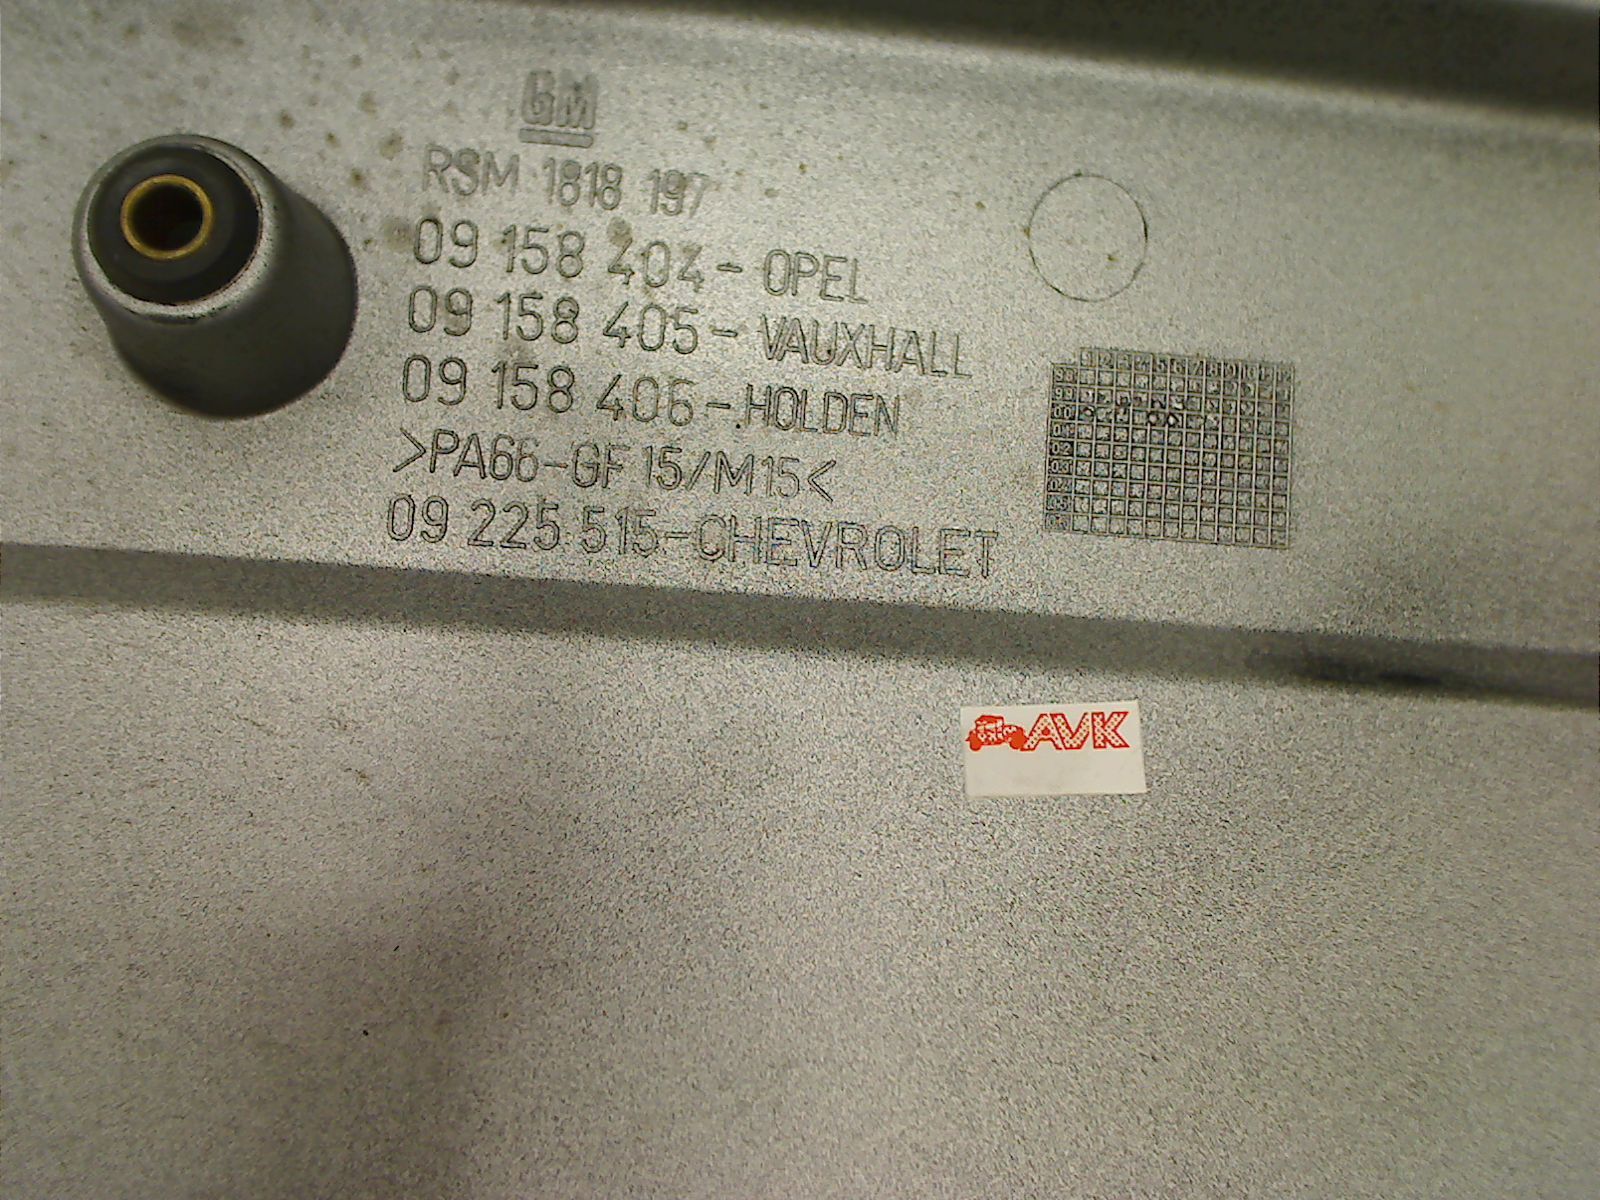 GM
RSM 1818 197
09 158 404 - OPEL
09 158 405 - VAUXHALL
09 158 406 - HOLDEN
>PA66-GF15/M15<
09 225 515-CHEVROLET
AVK